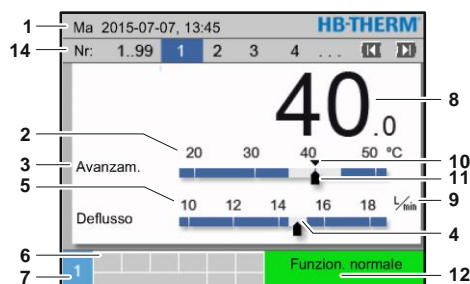 1 Ma 2015-07-07, 13:45 HB-THERM
14 Nr: 1..99 1 2 3 4 ...
40.0 8
2 20 30 40 50 °C 10
3 Avanzam. 11
5 10 12 14 16 18 L/min 9
Deflusso 4
6 Funzion. normale
7 1 12